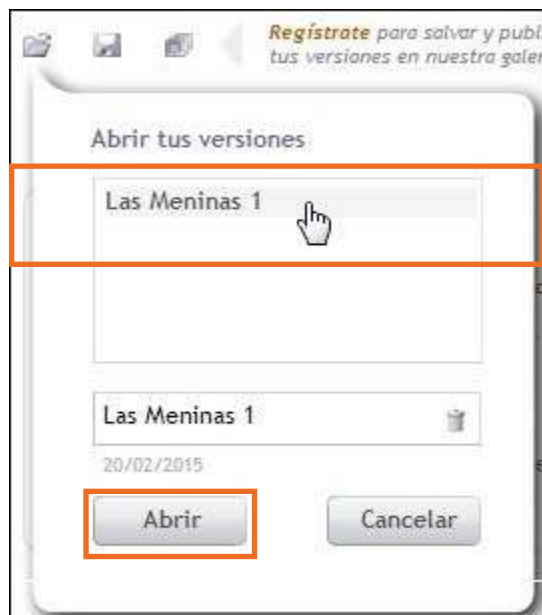 Regístrate para salvar y publ
tus versiones en nuestra galer
Abrir tus versiones
Las Meninas 1
Las Meninas 1
20/02/2015
Abrir
Cancelar